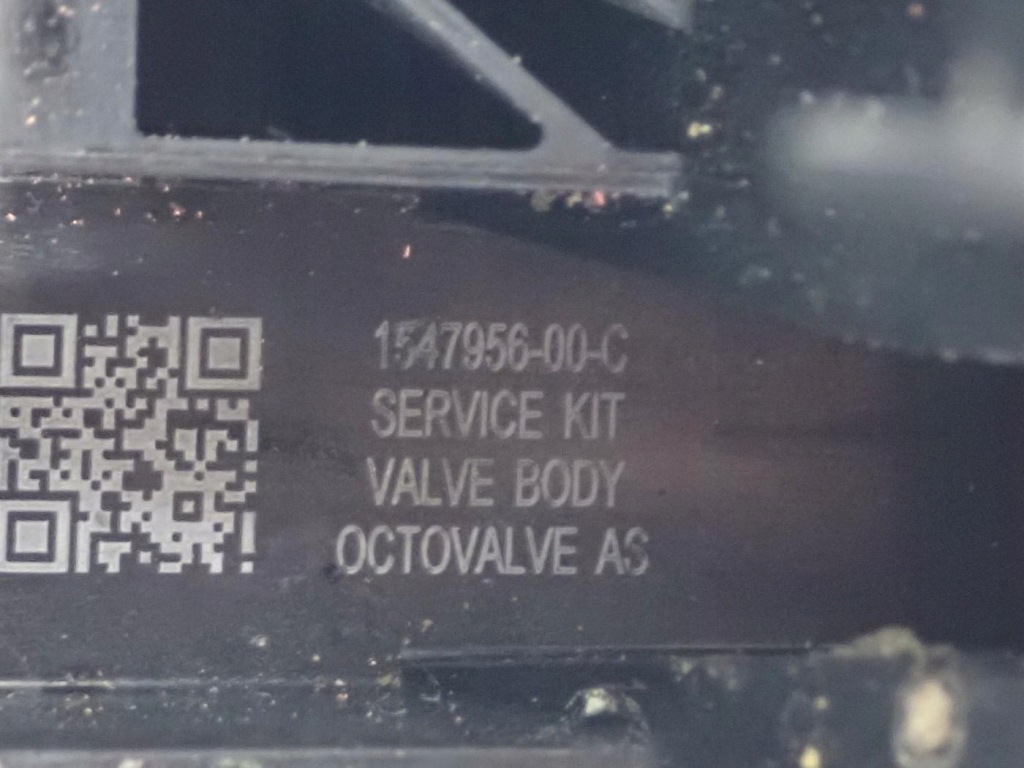 1547956-00-C
SERVICE KIT
VALVE BODY
OCTOVALVE AS